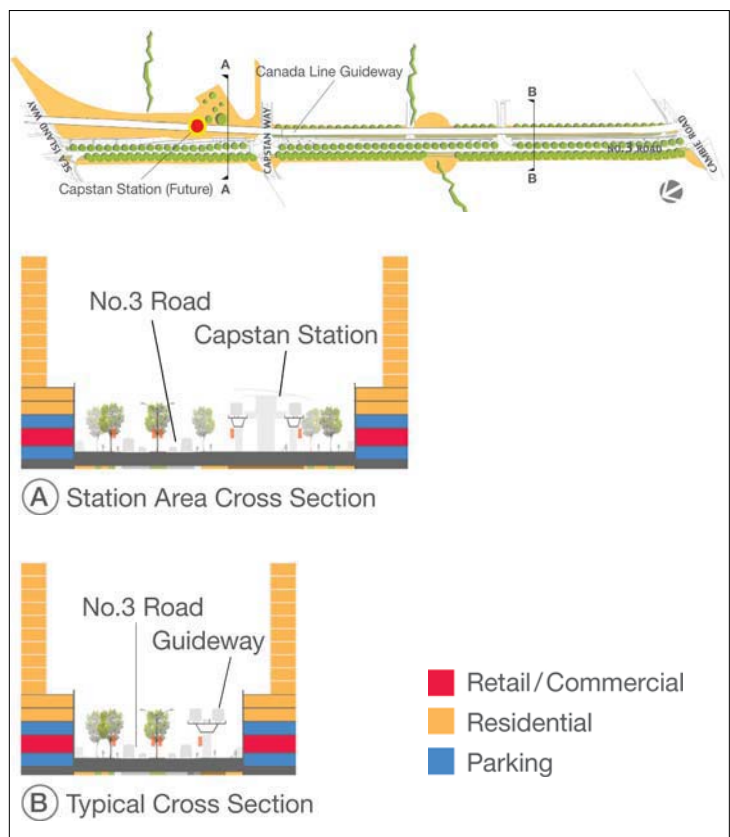 A
Canada Line Guideway
B
SEA ISLAND WAY
CAPSTAN WAY
NO.3 ROAD
CAMBIE ROAD
Capstan Station (Future)
A
B
No.3 Road
Capstan Station
A Station Area Cross Section
No.3 Road
Guideway
Retail/Commercial
Residential
Parking
B Typical Cross Section